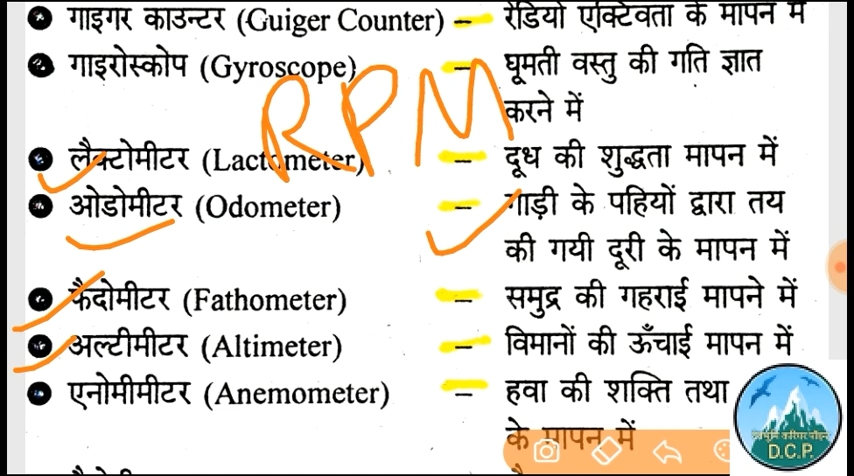 गाइगर काउन्टर (Guiger Counter) – रेडियो एक्टिवता के मापन में
गाइरोस्कोप (Gyroscope) – घूमती वस्तु की गति ज्ञात
करने में
RPM
लैक्टोमीटर (Lactometer) – दूध की शुद्धता मापन में
ओडोमीटर (Odometer) – गाड़ी के पहियों द्वारा तय
की गयी दूरी के मापन में
फैदोमीटर (Fathometer) – समुद्र की गहराई मापने में
अल्टीमीटर (Altimeter) – विमानों की ऊँचाई मापन में
एनोमीमीटर (Anemometer) – हवा की शक्ति तथा
के मापन में
D.C.P.